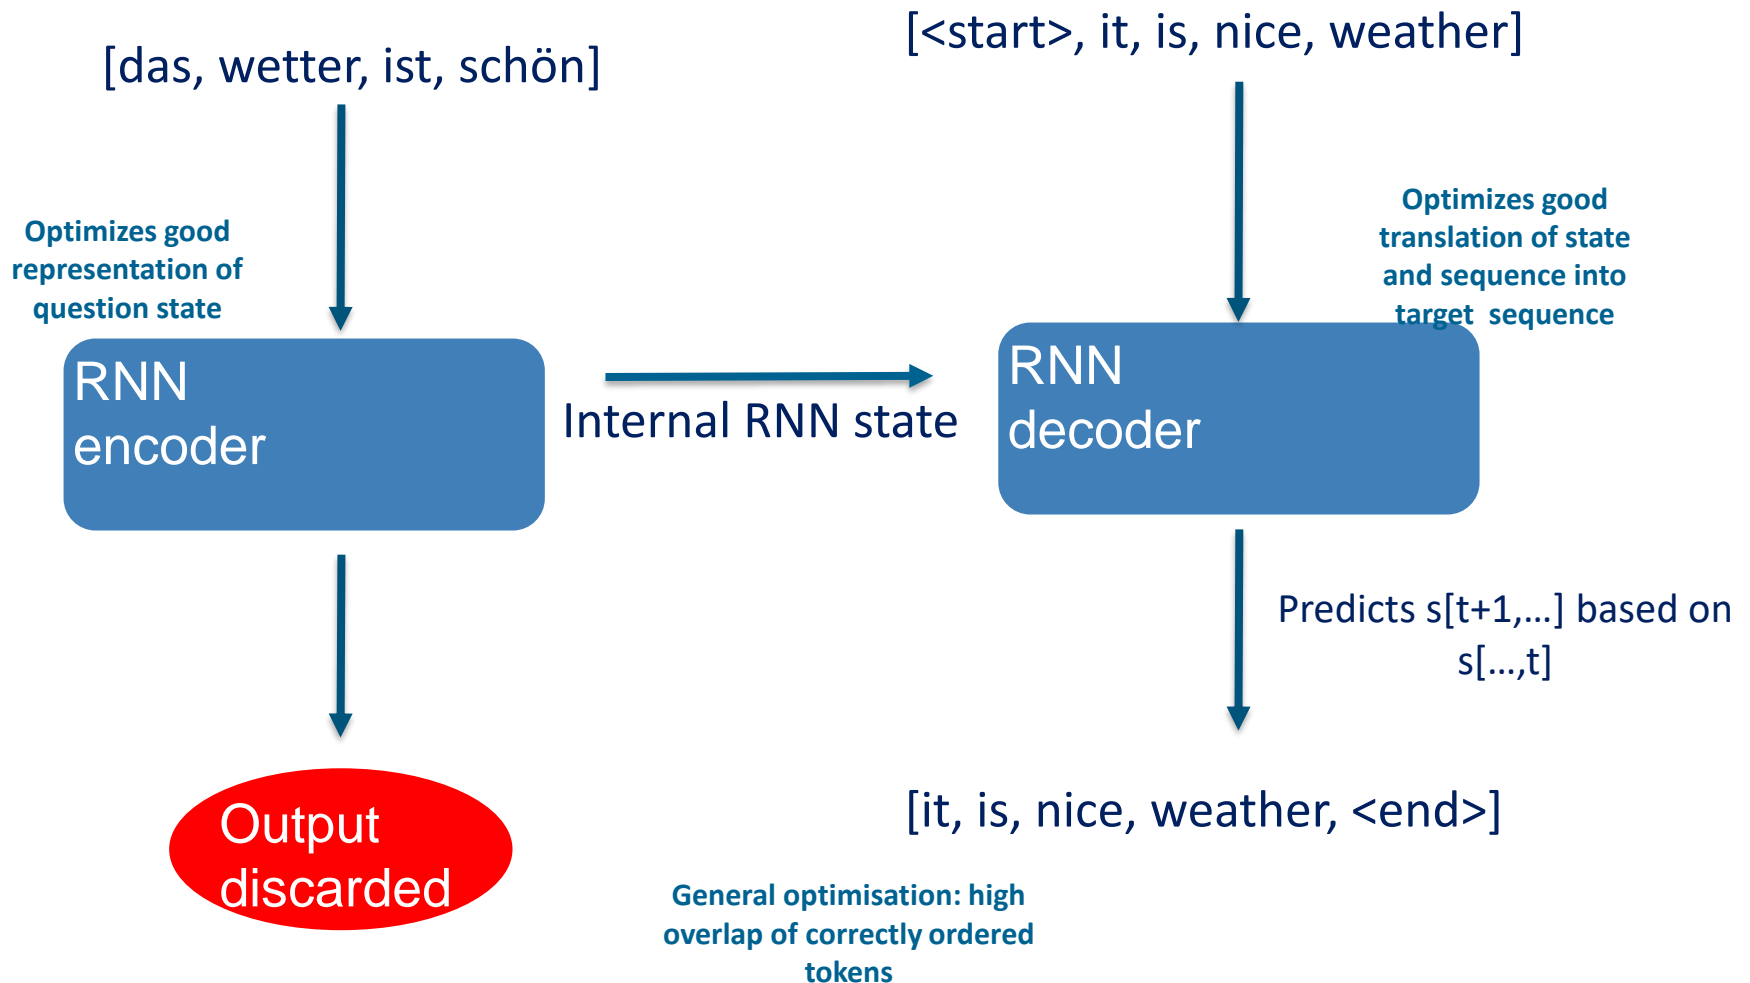 [das, wetter, ist, schön]
[<start>, it, is, nice, weather]
Optimizes good
representation of
question state
Optimizes good
translation of state
and sequence into
target sequence
RNN
encoder
Internal RNN state
RNN
decoder
Predicts s[t+1,...] based on
s[...,t]
Output
discarded
[it, is, nice, weather, <end>]
General optimisation: high
overlap of correctly ordered
tokens